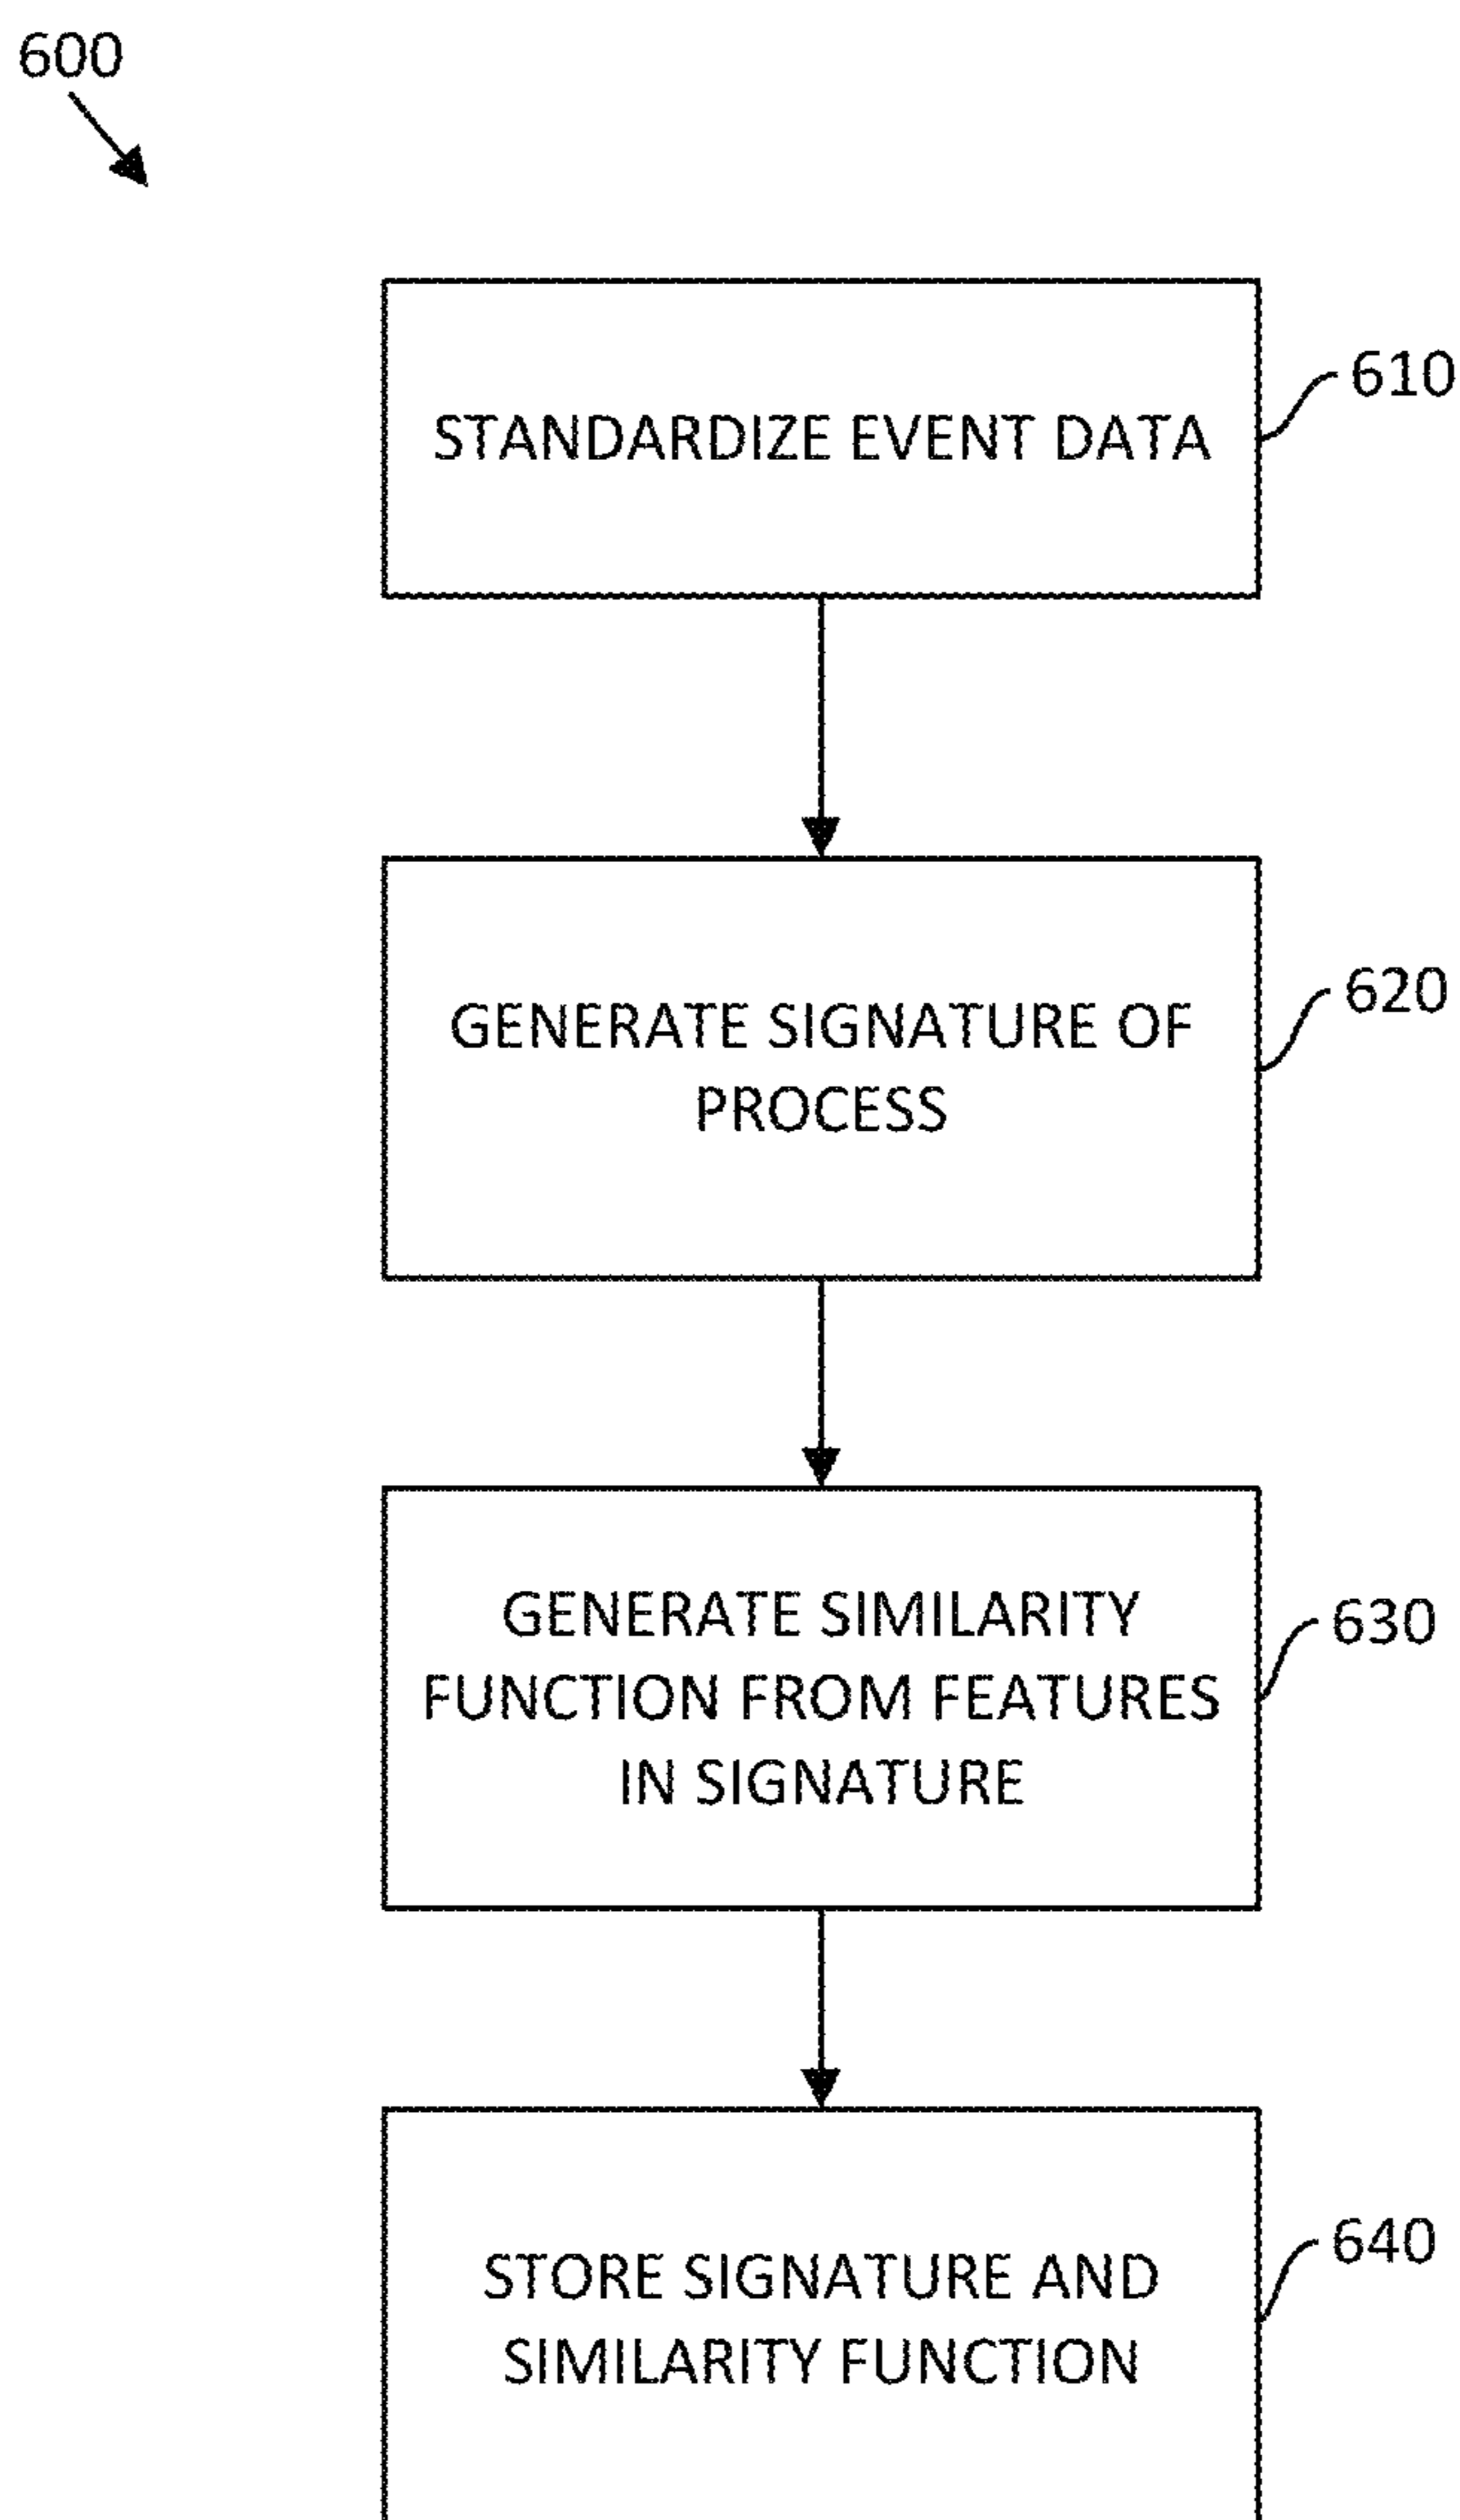 600
STANDARDIZE EVENT DATA
610
GENERATE SIGNATURE OF
PROCESS
620
GENERATE SIMILARITY
FUNCTION FROM FEATURES
IN SIGNATURE
630
STORE SIGNATURE AND
SIMILARITY FUNCTION
640